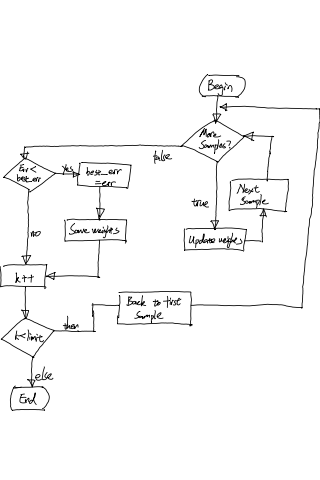 Begin
More
Samples?
false
true
Err<
best_err
Yes
best_err
=err
Next
Sample
Save weights
Update weights
no
k++
Back to first
Sample
k<limit
then
else
End